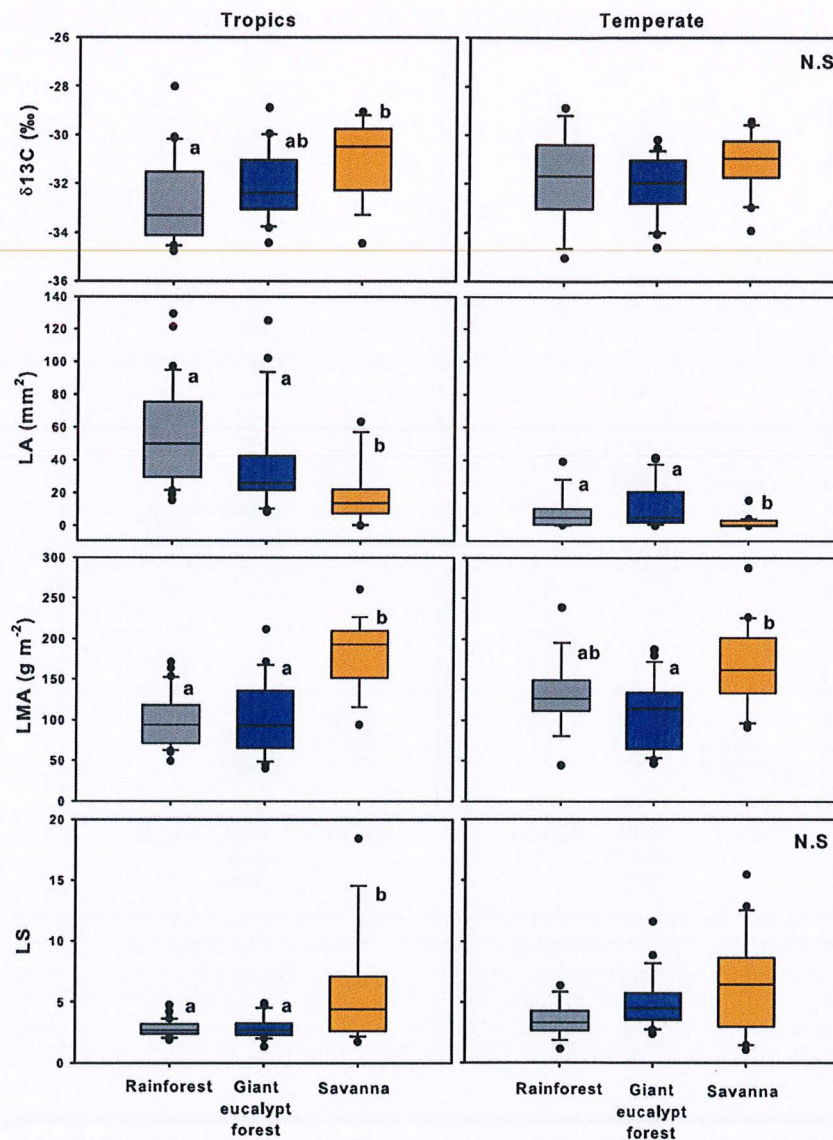 Tropics
Temperate
δ13C (‰)
-26
-28
-30
-32
-34
-36
a
ab
b
N.S
LA (mm²)
140
120
100
80
60
40
20
0
a
a
b
a
a
b
LMA (g m⁻²)
300
250
200
150
100
50
0
a
a
b
ab
a
b
LS
20
15
10
5
0
a
a
b
N.S
Rainforest Giant eucalypt forest Savanna
Rainforest Giant eucalypt forest Savanna